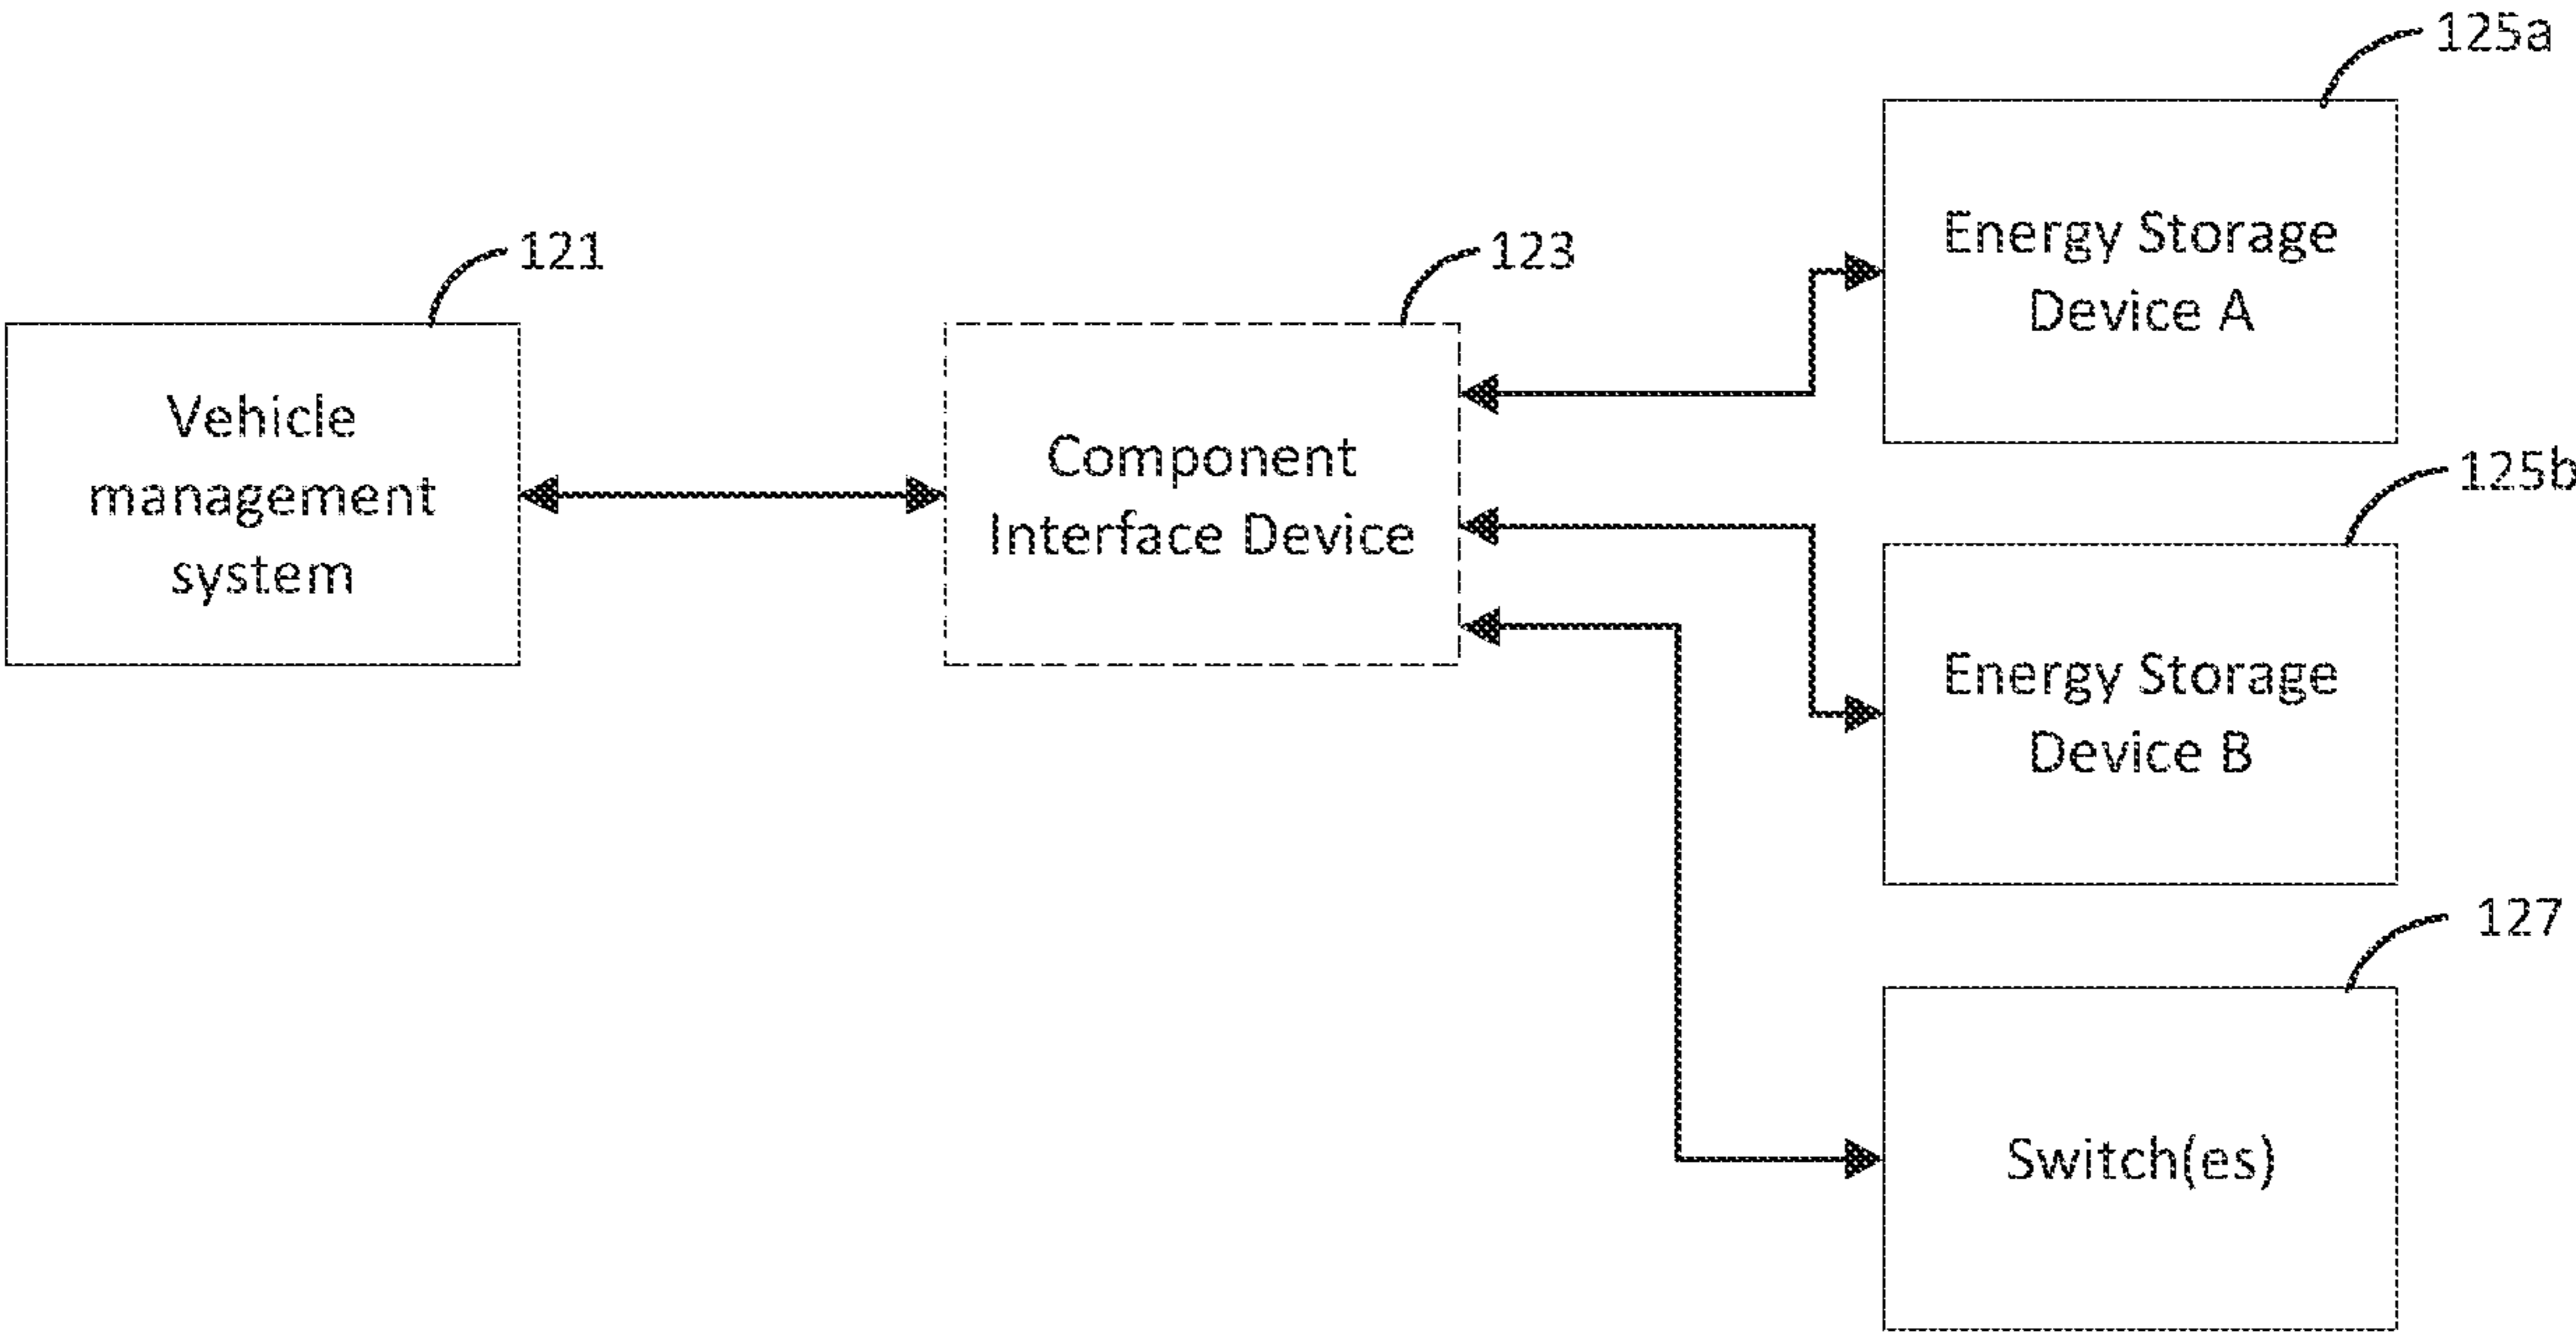 125a
Energy Storage
Device A
121
Vehicle
management
system
123
Component
Interface Device
125b
Energy Storage
Device B
127
Switch(es)